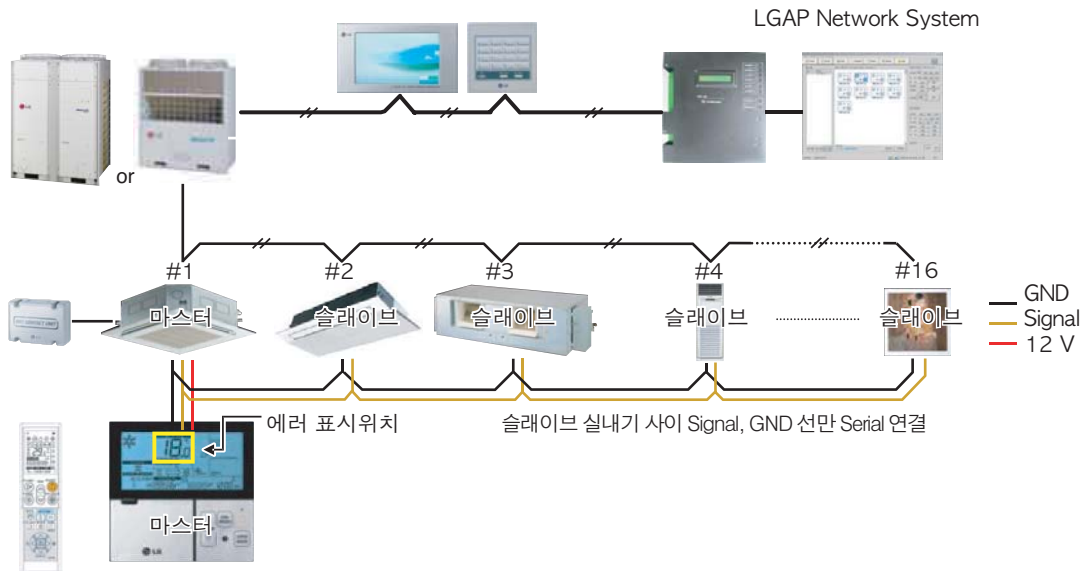 LGAP Network System
or
#1
#2
#3
#4
#16
마스터
슬래이브
슬래이브
슬래이브
슬래이브
GND
Signal
12 V
에러 표시위치
슬래이브 실내기 사이 Signal, GND 선만 Serial 연결
18
마스터
LG